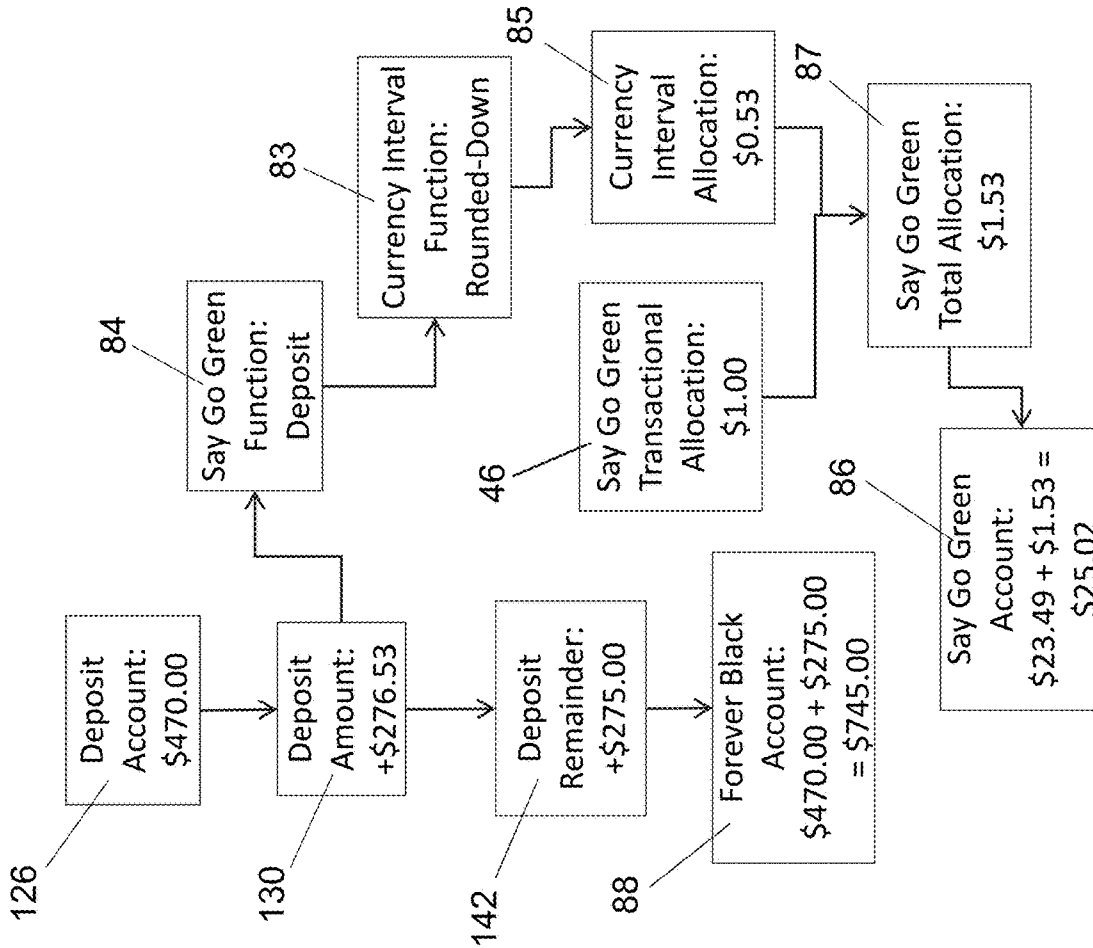 126
Deposit
Account:
$470.00
130
Deposit
Amount:
+$276.53
142
Deposit
Remainder:
+$275.00
88
Forever Black
Account:
$470.00 + $275.00
= $745.00
84
Say Go Green
Function:
Deposit
83
Currency Interval
Function:
Rounded-Down
85
Currency
Interval
Allocation:
$0.53
46
Say Go Green
Transactional
Allocation:
$1.00
87
Say Go Green
Total Allocation:
$1.53
86
Say Go Green
Account:
$23.49 + $1.53 =
$25.02